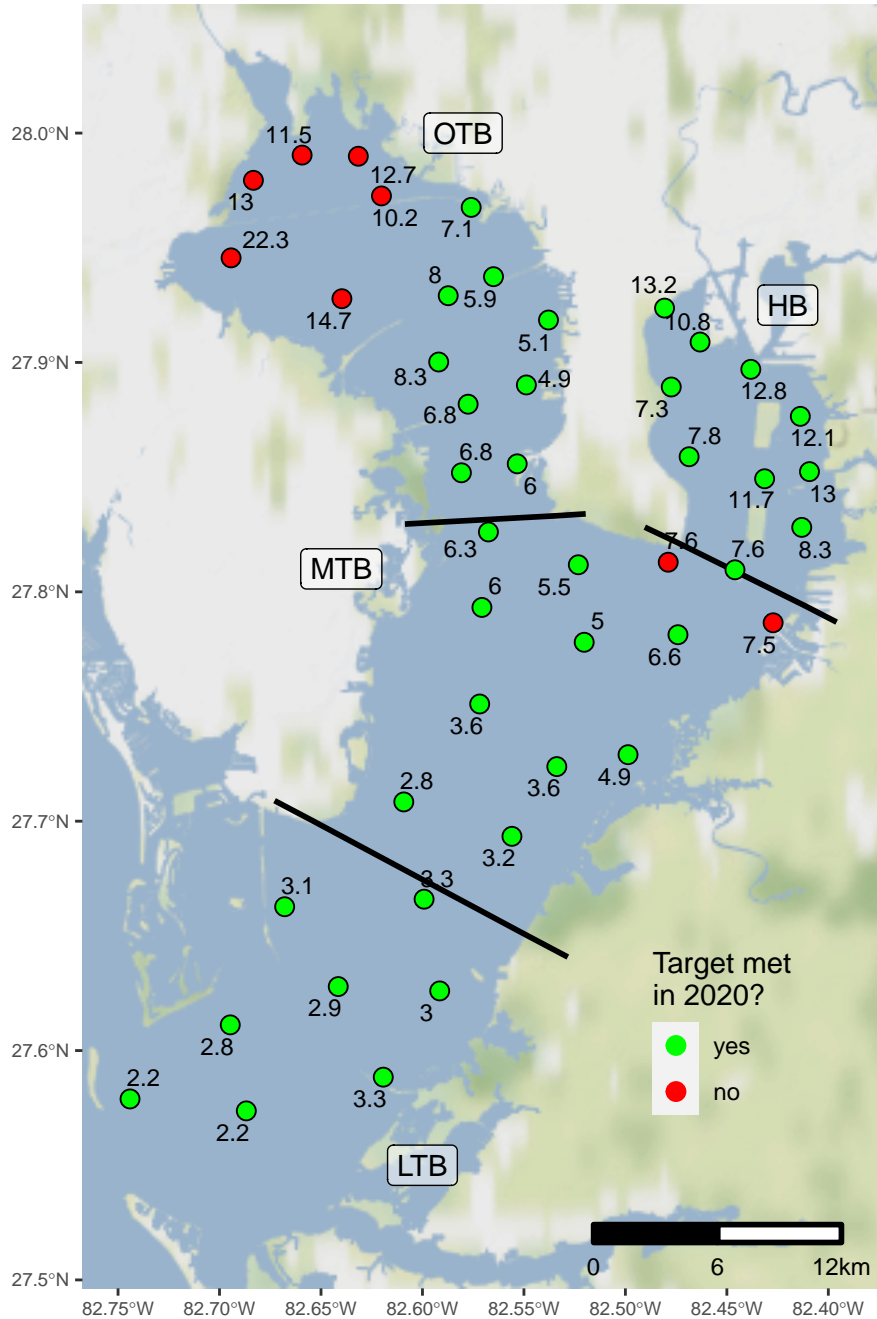 OTB
28.0°N
11.5
12.7
13
10.2
7.1
22.3
8
5.9
13.2
HB
14.7
10.8
5.1
27.9°N
8.3
4.9
12.8
7.3
6.8
12.1
7.8
6.8
6
11.7
13
6.3
7.6
7.6
8.3
MTB
5.5
27.8°N
6
5
6.6
7.5
3.6
2.8
3.6
4.9
27.7°N
3.2
3.1
3.3
Target met
in 2020?
2.9
3
2.8
yes
27.6°N
2.2
3.3
no
2.2
LTB
0
6
12km
27.5°N
82.75°W
82.70°W
82.65°W
82.60°W
82.55°W
82.50°W
82.45°W
82.40°W